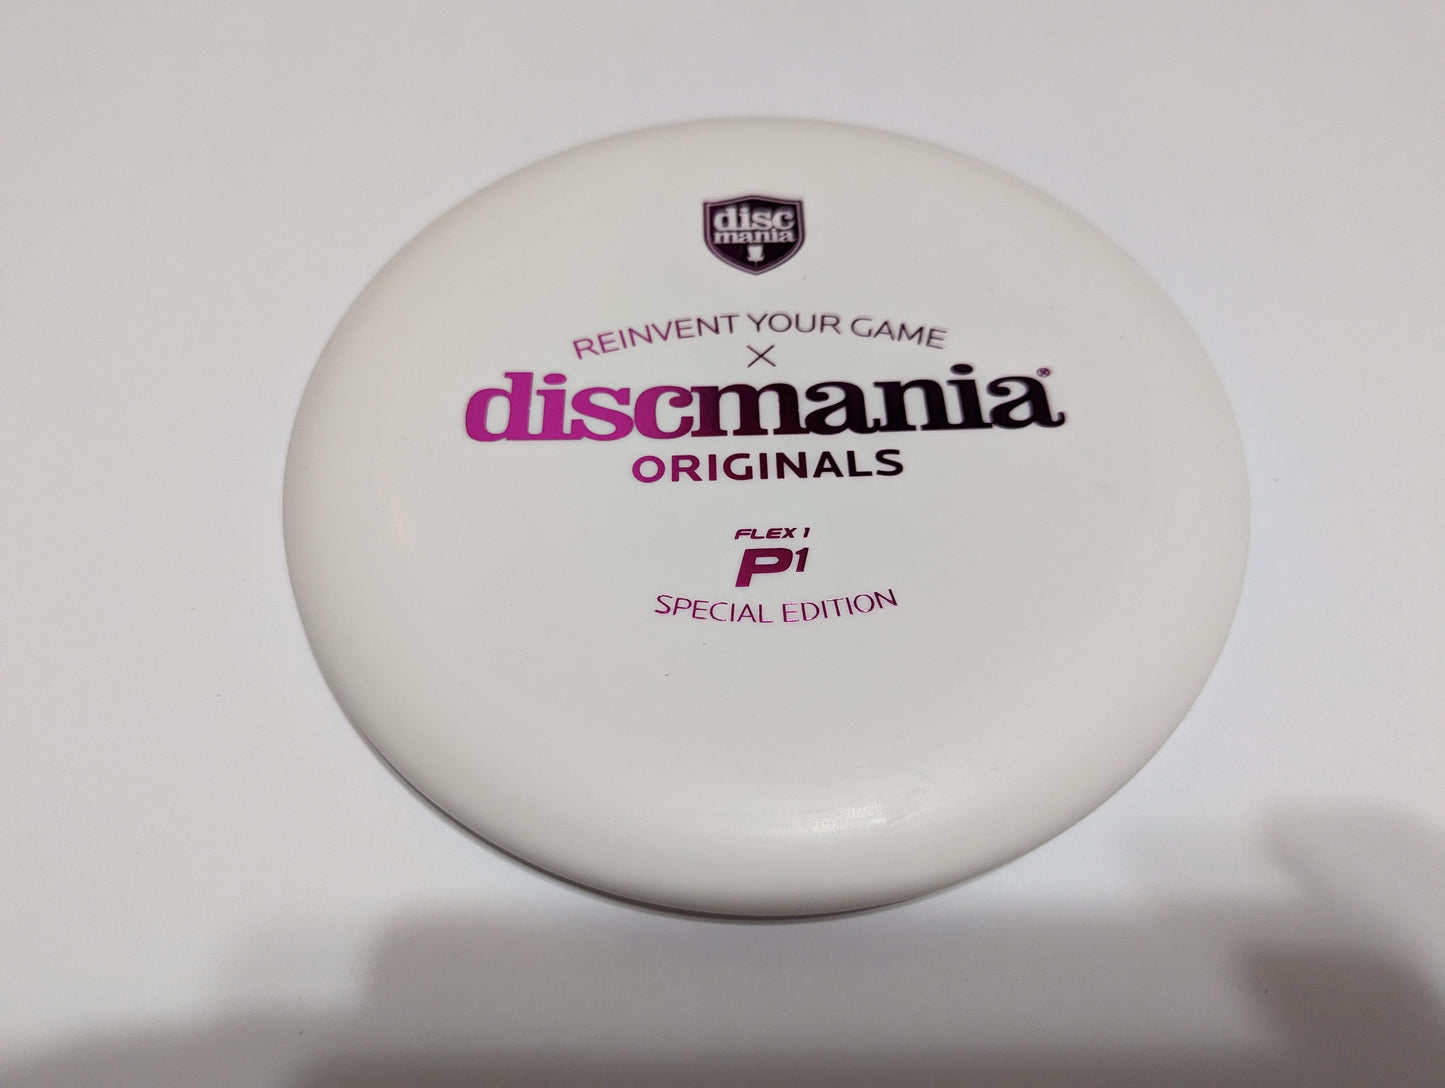 disc
mania
REINVENT YOUR GAME
X
discmania®
ORIGINALS
FLEX 1
P1
SPECIAL EDITION